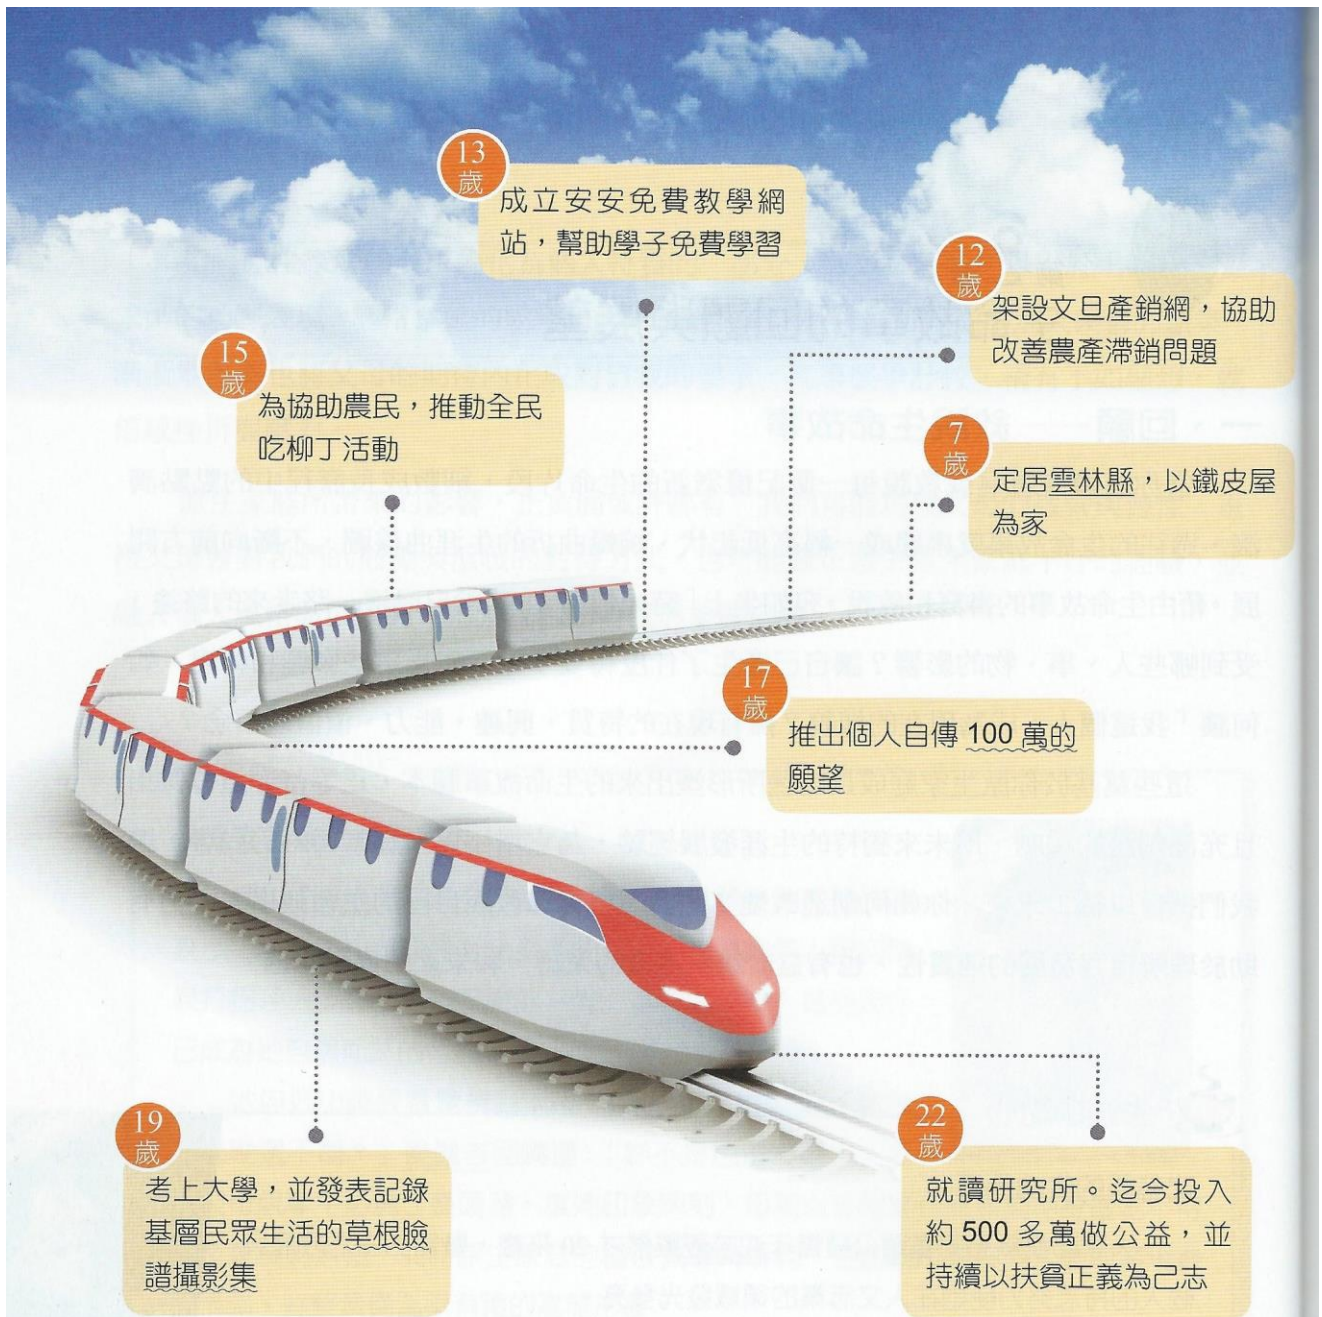 13
歲
成立安安免費教學網
站，幫助學子免費學習
12
歲
架設文旦產銷網，協助
改善農產滯銷問題
15
歲
為協助農民，推動全民
吃柳丁活動
7
歲
定居雲林縣，以鐵皮屋
為家
17
歲
推出個人自傳 100 萬的
願望
19
歲
考上大學，並發表記錄
基層民眾生活的草根臉
譜攝影集
22
歲
就讀研究所。迄今投入
約 500 多萬做公益，並
持續以扶貧正義為己志